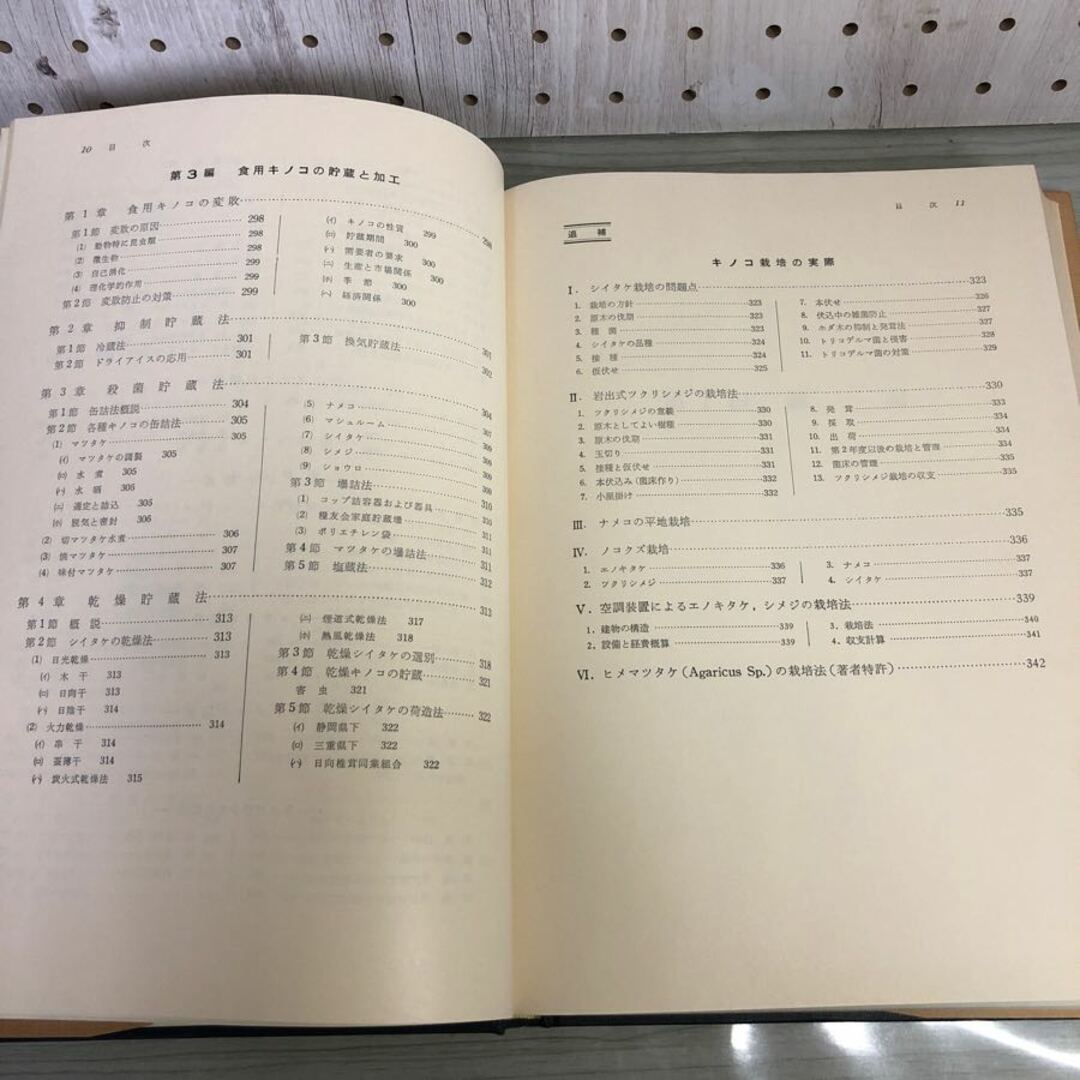 10 目 次
第3編 食用キノコの貯蔵と加工
第1章 食用キノコの変敗……298
第1節 変敗の原因……298
(1) 動物特に昆虫類……298
(2) 微生物……298
(3) 自己消化……299
(4) 理化学的作用……299
第2節 変敗防止の対策……299
(イ) キノコの性質 299
(ロ) 貯蔵期間 300
(ハ) 需要者の要求 300
(ニ) 生産と市場関係 300
(ホ) 季節 300
(ヘ) 経済関係 300
第2章 抑制貯蔵法……301
第1節 冷蔵法……301
第2節 ドライアイスの応用……301
第3節 換気貯蔵法……302
第3章 殺菌貯蔵法……304
第1節 缶詰法概説……304
第2節 各種キノコの缶詰法……305
(1) マツタケ……305
(イ) マツタケの調製 305
(ロ) 水煮 305
(ハ) 水晒 305
(ニ) 選定と詰込 305
(ホ) 脱気と密封 306
(2) 切マツタケ水煮……306
(3) 焼マツタケ……307
(4) 味付マツタケ……307
(5) ナメコ……308
(6) マシュルーム……308
(7) シイタケ……309
(8) シメジ……309
(9) ショウロ……309
第3節 壜詰法……310
(1) コップ詰容器および器具……310
(2) 糧友会家庭貯蔵壜……310
(3) ポリエチレン袋……311
第4節 マツタケの壜詰法……311
第5節 塩蔵法……312
第4章 乾燥貯蔵法……313
第1節 概説……313
第2節 シイタケの乾燥法……313
(1) 日光乾燥……313
(イ) 木干 313
(ロ) 日向干 313
(ハ) 日陰干 313
(2) 火力乾燥……314
(イ) 串干 314
(ロ) 蚕薄干 314
(ハ) 炭火式乾燥法 315
(ニ) 煙道式乾燥法 317
(ホ) 熱風乾燥法 318
第3節 乾燥シイタケの選別……318
第4節 乾燥キノコの貯蔵……321
害虫 321
第5節 乾燥シイタケの荷造法……322
(イ) 静岡県下 322
(ロ) 三重県下 322
(ハ) 日向椎茸同業組合 322
目 次 11
追補
キノコ栽培の実際
I. シイタケ栽培の問題点……323
1. 栽培の方針……323
2. 原木の伐期……323
3. 種菌……323
4. シイタケの品種……324
5. 接種……324
6. 仮伏せ……325
7. 本伏せ……326
8. 伏込中の雑菌防止……327
9. ホダ木の抑制と発茸法……327
10. トリコデルマ菌と侵害……328
11. トリコデルマ菌の対策……329
II. 岩出式ツクリシメジの栽培法……330
1. ツクリシメジの意義……330
2. 原木としてよい樹種……330
3. 原木の伐期……331
4. 玉切り……331
5. 接種と仮伏せ……331
6. 本伏込み(菌床作り)……332
7. 小屋掛け……332
8. 発茸……333
9. 採取……334
10. 出荷……334
11. 第2年度以後の栽培と管理……334
12. 菌床の管理……335
13. ツクリシメジ栽培の収支……335
III. ナメコの平地栽培……335
IV. ノコクズ栽培……336
1. エノキタケ……336
2. ツクリシメジ……337
3. ナメコ……337
4. シイタケ……337
V. 空調装置によるエノキタケ,シメジの栽培法……339
1. 建物の構造……339
2. 設備と経費概算……339
3. 栽培法……340
4. 収支計算……341
VI. ヒメマツタケ(Agaricus Sp.)の栽培法(著者特許)……342